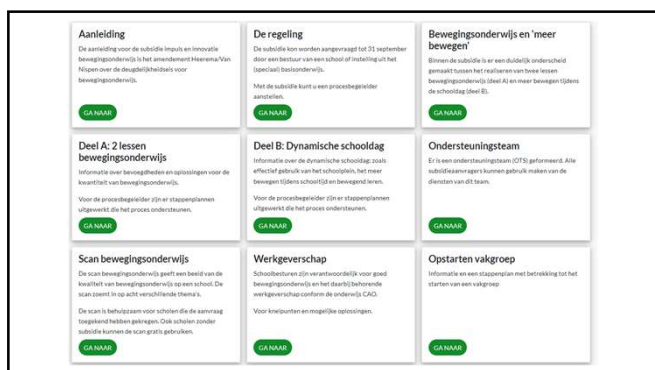 Aanleiding
De aanleiding voor de subsidie impuls en innovatie
bewegingsonderwijs is het amendement Heerema/Van
Nispen over de deugdelijkheidseis voor
bewegingsonderwijs.
GA NAAR
De regeling
De subsidie kon worden aangevraagd tot 31 september
door een bestuur van een school of instelling uit het
(speciaal) basisonderwijs.
Met de subsidie kunt u een procesbegeleider
aanstellen.
GA NAAR
Bewegingsonderwijs en 'meer
bewegen'
Binnen de subsidie is er een duidelijk onderscheid
gemaakt tussen het realiseren van twee lessen
bewegingsonderwijs (deel A) en meer bewegen tijdens
de schooldag (deel B).
GA NAAR
Deel A: 2 lessen
bewegingsonderwijs
Informatie over bevoegdheden en oplossingen voor de
kwantiteit van bewegingsonderwijs.
Voor de procesbegeleider zijn er stappenplannen
uitgewerkt die het proces ondersteunen.
GA NAAR
Deel B: Dynamische schooldag
Informatie over de dynamische schooldag: zoals
effectief gebruik van het schoolplein, het meer
bewegen tijdens schooltijd en bewegend leren.
Voor de procesbegeleider zijn er stappenplannen
uitgewerkt die het proces ondersteunen.
GA NAAR
Ondersteuningteam
Er is een ondersteuningteam (OTS) geformeerd. Alle
subsidieaanvragers kunnen gebruik maken van de
diensten van dit team.
GA NAAR
Scan bewegingsonderwijs
De scan bewegingsonderwijs geeft een beeld van de
kwaliteit van bewegingsonderwijs op een school. De
scan zoemt in op acht verschillende thema's.
De scan is behulpzaam voor scholen die de aanvraag
toegekend hebben gekregen. Ook scholen zonder
subsidie kunnen de scan gratis gebruiken.
GA NAAR
Werkgeverschap
Schoolbesturen zijn verantwoordelijk voor goed
bewegingsonderwijs en het daarbij behorende
werkgeverschap conform de onderwijs CAO.
Voor knelpunten en mogelijke oplossingen.
GA NAAR
Opstarten vakgroep
Informatie en een stappenplan met betrekking tot het
starten van een vakgroep
GA NAAR